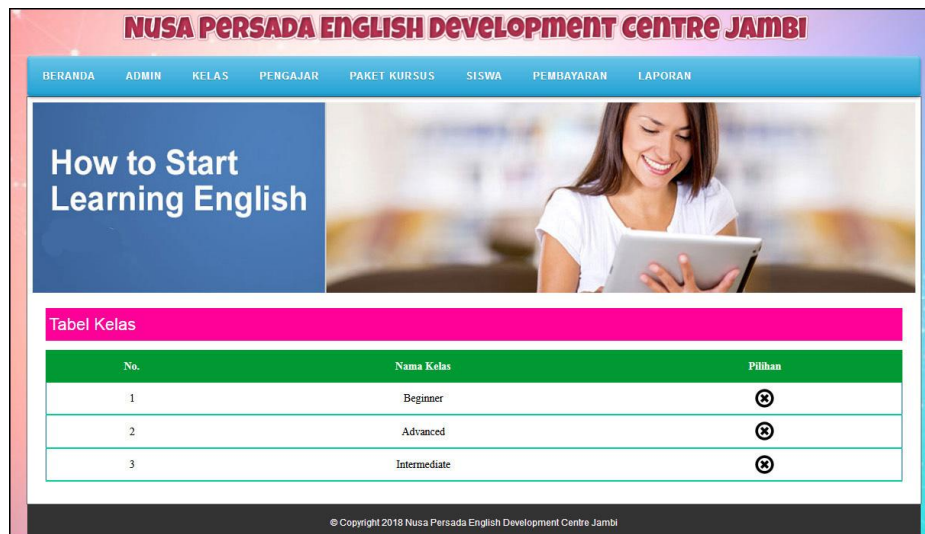 NUSA PERSADA ENGLISH DEVELOPMENT CENTRE JAMBI
BERANDA ADMIN KELAS PENGAJAR PAKET KURSUS SISWA PEMBAYARAN LAPORAN
How to Start
Learning English
Tabel Kelas
No. Nama Kelas Pilihan
1 Beginner
2 Advanced
3 Intermediate
© Copyright 2018 Nusa Persada English Development Centre Jambi